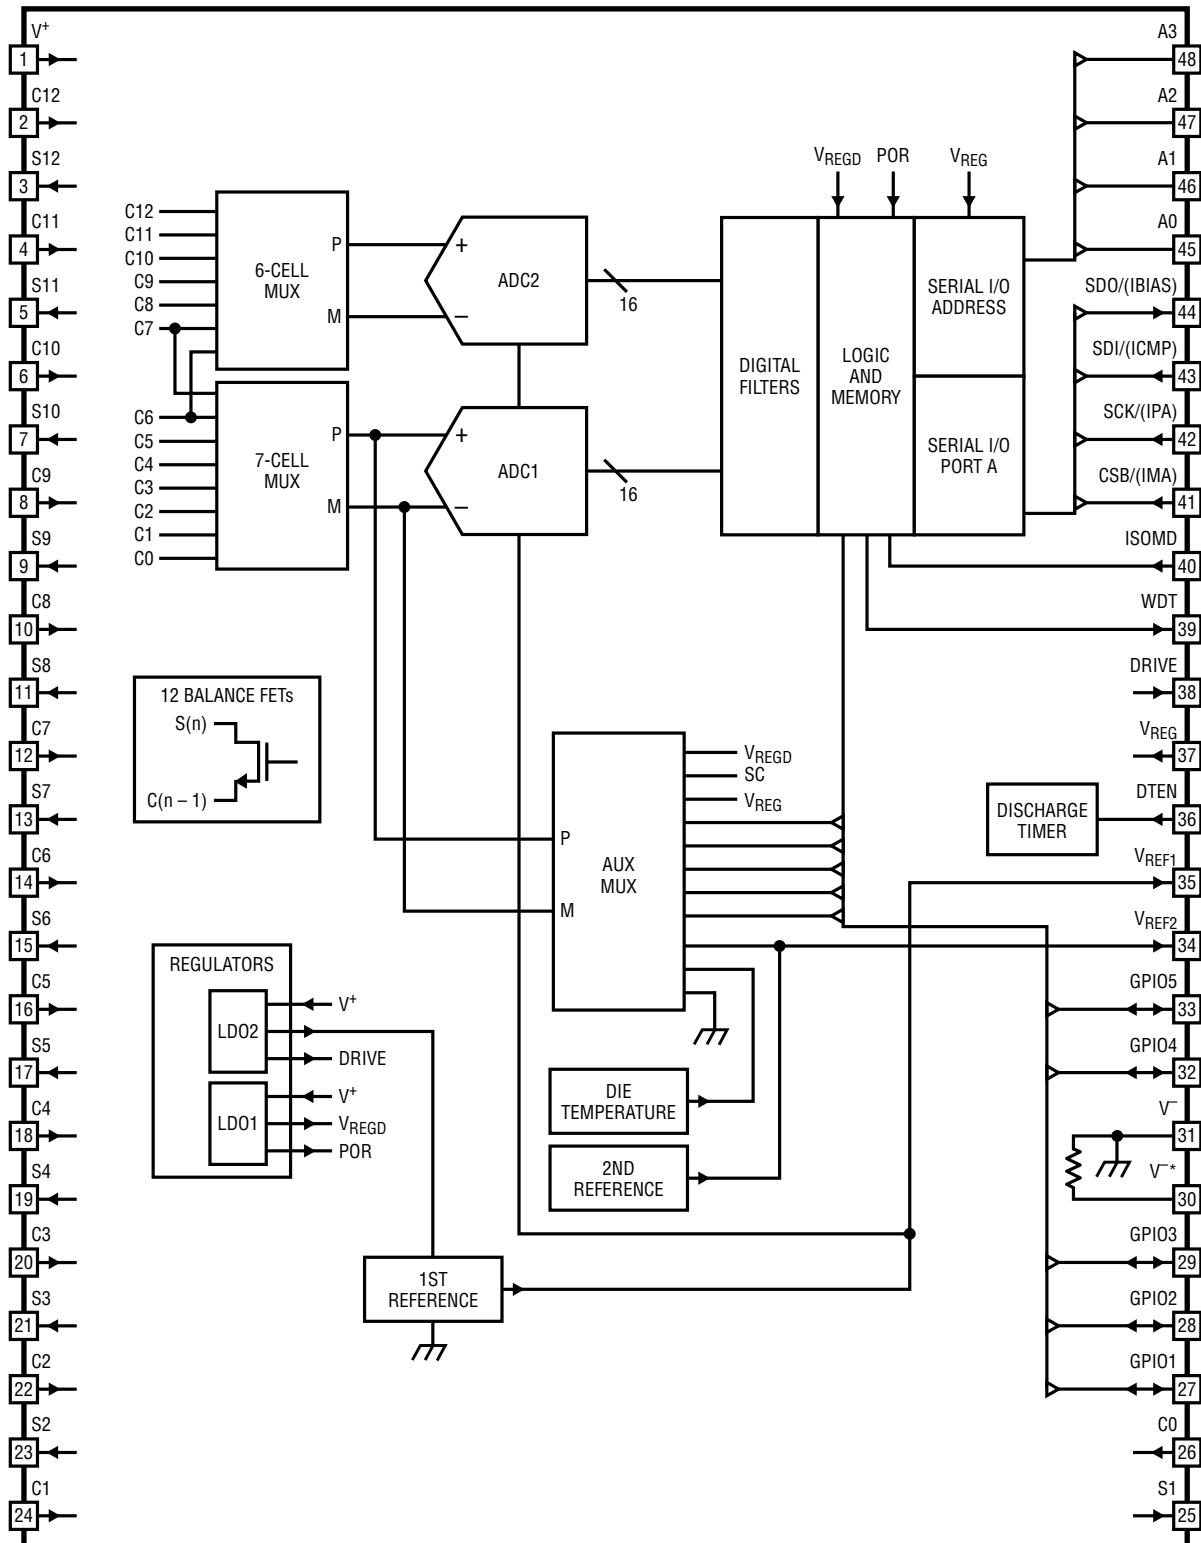 V+
1
C12
2
S12
3
C11
4
S11
5
C10
6
S10
7
C9
8
S9
9
C8
10
S8
11
C7
12
S7
13
C6
14
S6
15
C5
16
S5
17
C4
18
S4
19
C3
20
S3
21
C2
22
S2
23
C1
24
C12
C11
C10
C9
C8
C7
C6
C5
C4
C3
C2
C1
C0
6-CELL
MUX
P
M
7-CELL
MUX
P
M
+
ADC2
–
+
ADC1
–
16
16
VREGD
POR
VREG
DIGITAL
FILTERS
LOGIC
AND
MEMORY
SERIAL I/O
ADDRESS
SERIAL I/O
PORT A
12 BALANCE FETs
S(n)
C(n – 1)
P
AUX
MUX
M
VREGD
SC
VREG
DISCHARGE
TIMER
REGULATORS
LDO2
V+
DRIVE
LDO1
V+
VREGD
POR
DIE
TEMPERATURE
2ND
REFERENCE
1ST
REFERENCE
A3
48
A2
47
A1
46
A0
45
SDO/(IBIAS)
44
SDI/(ICMP)
43
SCK/(IPA)
42
CSB/(IMA)
41
ISOMD
40
WDT
39
DRIVE
38
VREG
37
DTEN
36
VREF1
35
VREF2
34
GPIO5
33
GPIO4
32
V–
31
V–*
30
GPIO3
29
GPIO2
28
GPIO1
27
C0
26
S1
25